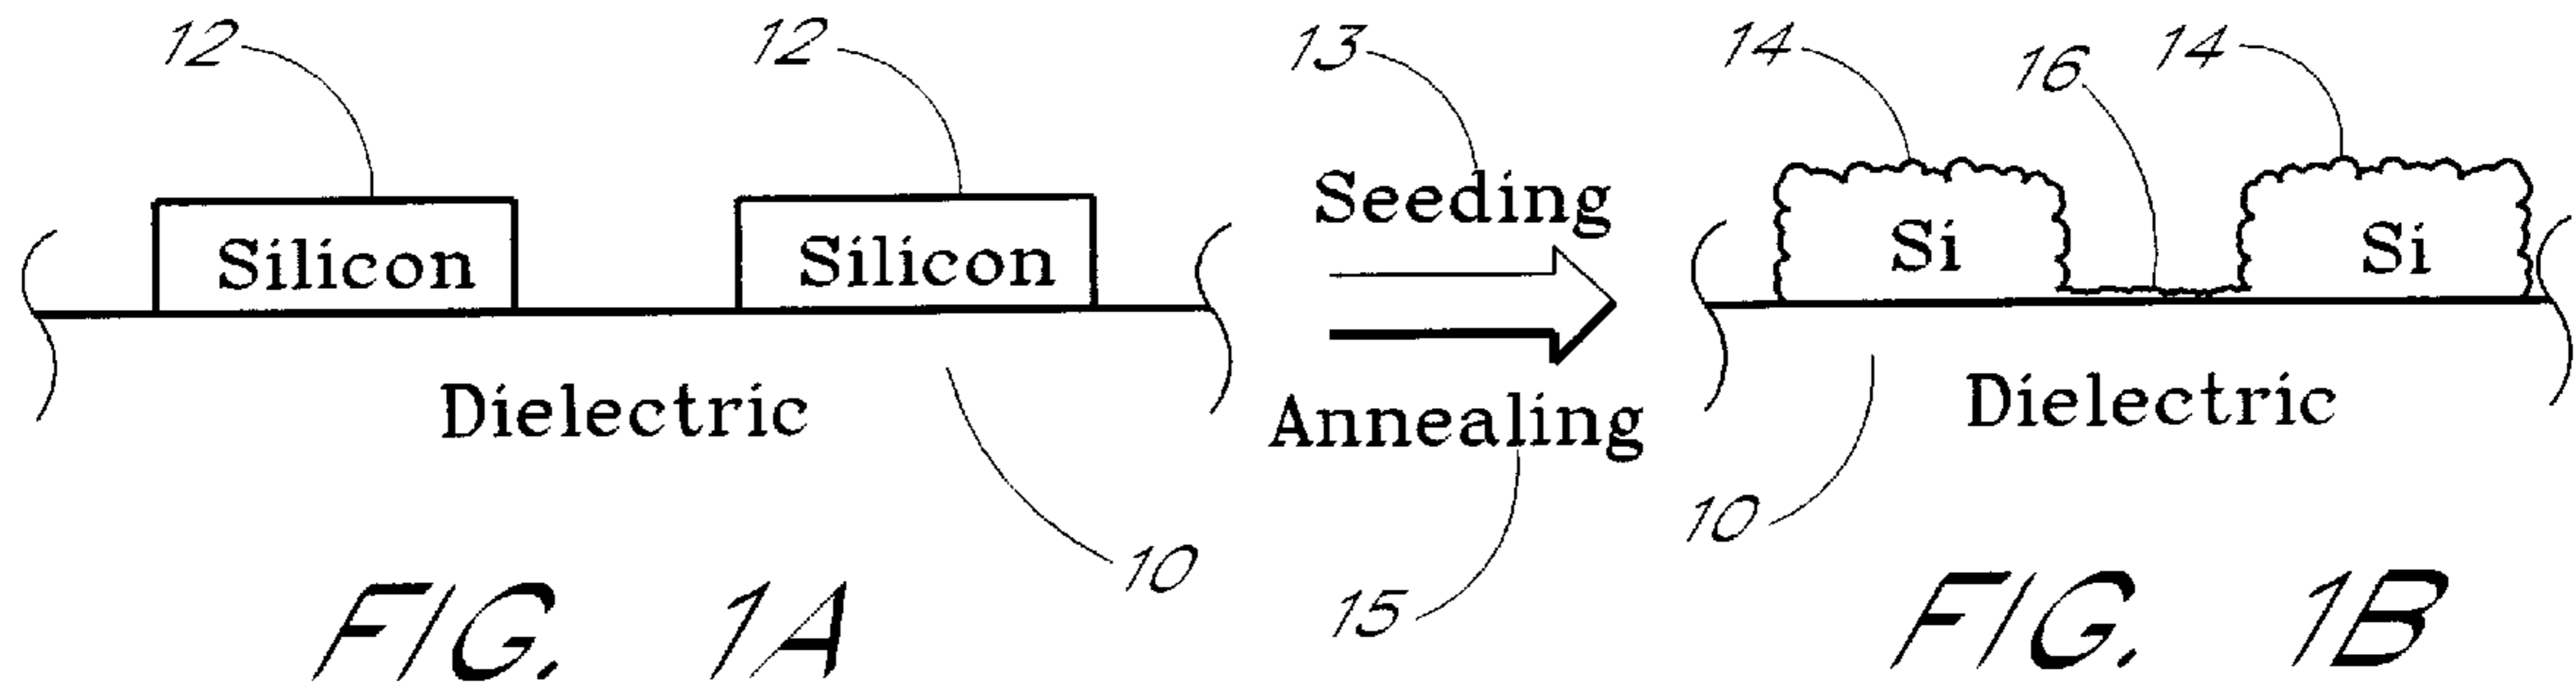 12 12 13 14 16 14
Seeding
Silicon Silicon Si Si
Dielectric Annealing Dielectric
10 15 10
FIG. 1A FIG. 1B